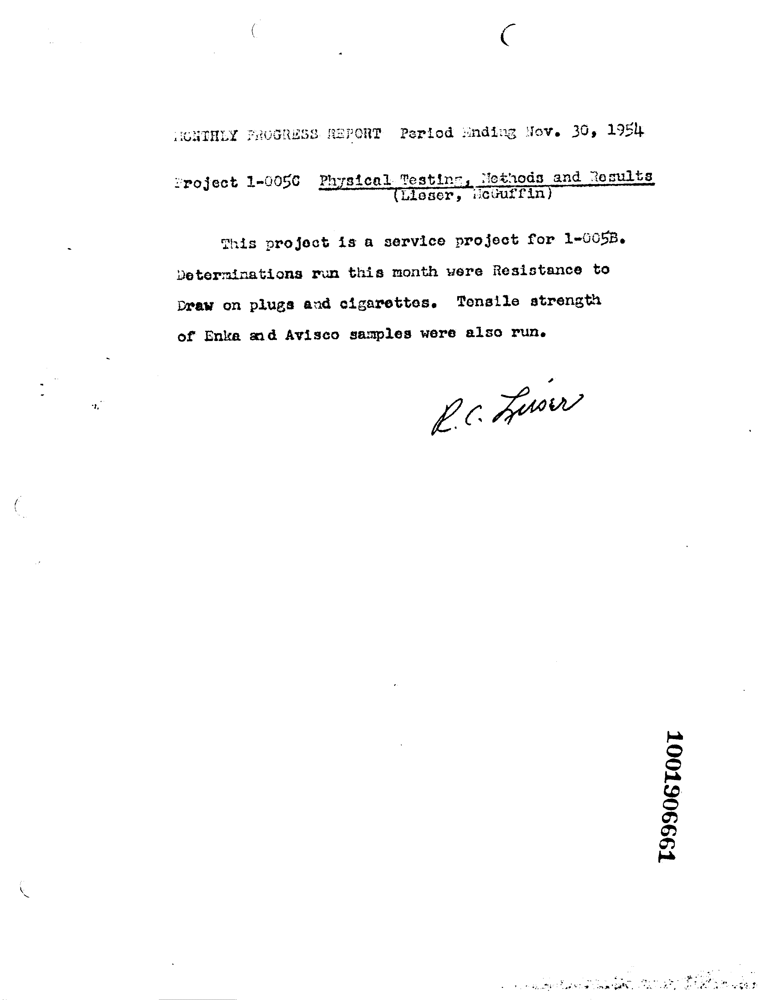 MONTHLY PROGRESS REPORT Period Ending Nov. 30, 1954
Project 1-005C Physical Testing, Methods and Results
(Lieser, McGuffin)
This project is a service project for 1-005B.
Determinations run this month were Resistance to
Draw on plugs and cigarettes. Tensile strength
of Enka and Avisco samples were also run.
R. C. Lieser
1001906661